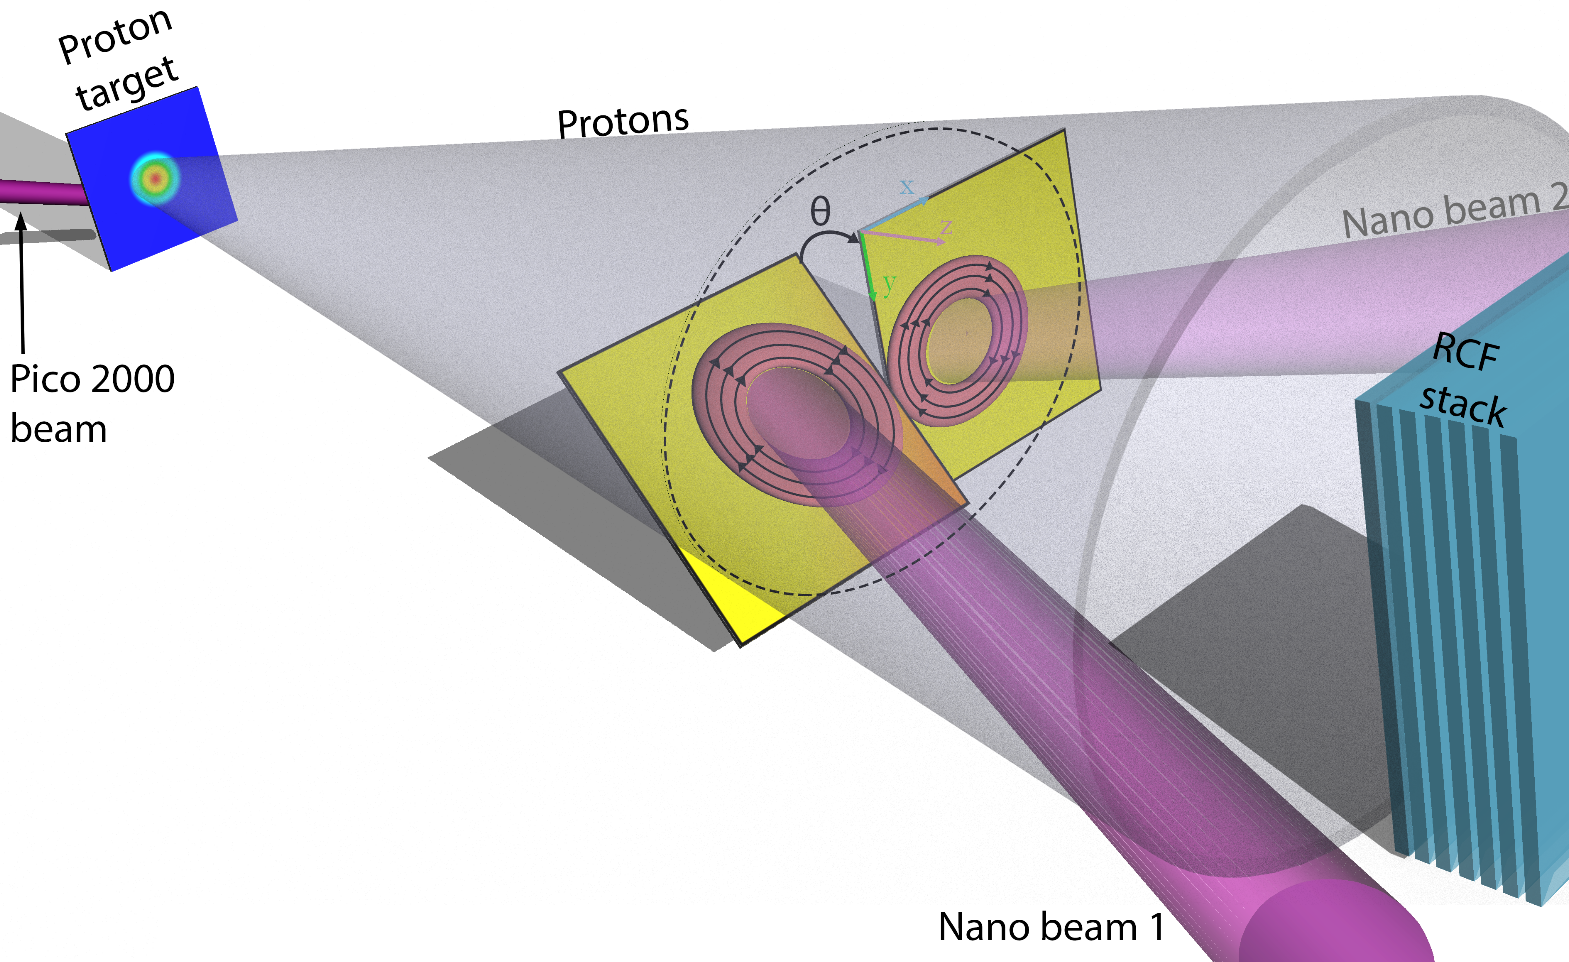 Proton
target
Protons
θ
x
z
y
Nano beam 2
RCF
stack
Pico 2000
beam
Nano beam 1